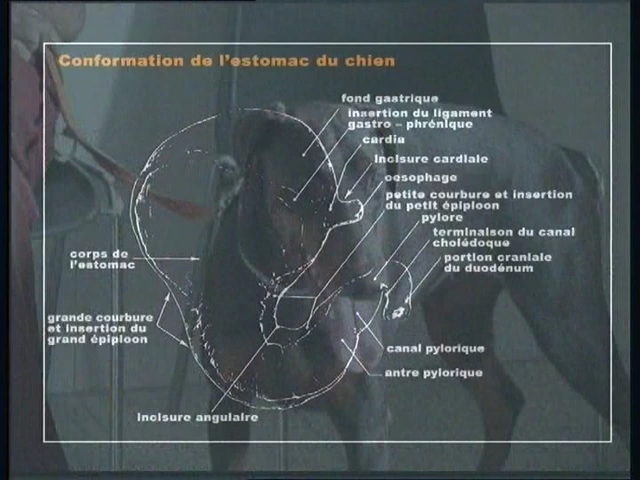 Conformation de l'estomac du chien
fond gastrique
insertion du ligament
gastro – phrénique
cardia
incisure cardiale
oesophage
petite courbure et insertion
du petit épiploon
pylore
terminaison du canal
cholédoque
portion craniale
du duodénum
corps de
l'estomac
grande courbure
et insertion du
grand épiploon
canal pylorique
antre pylorique
incisure angulaire